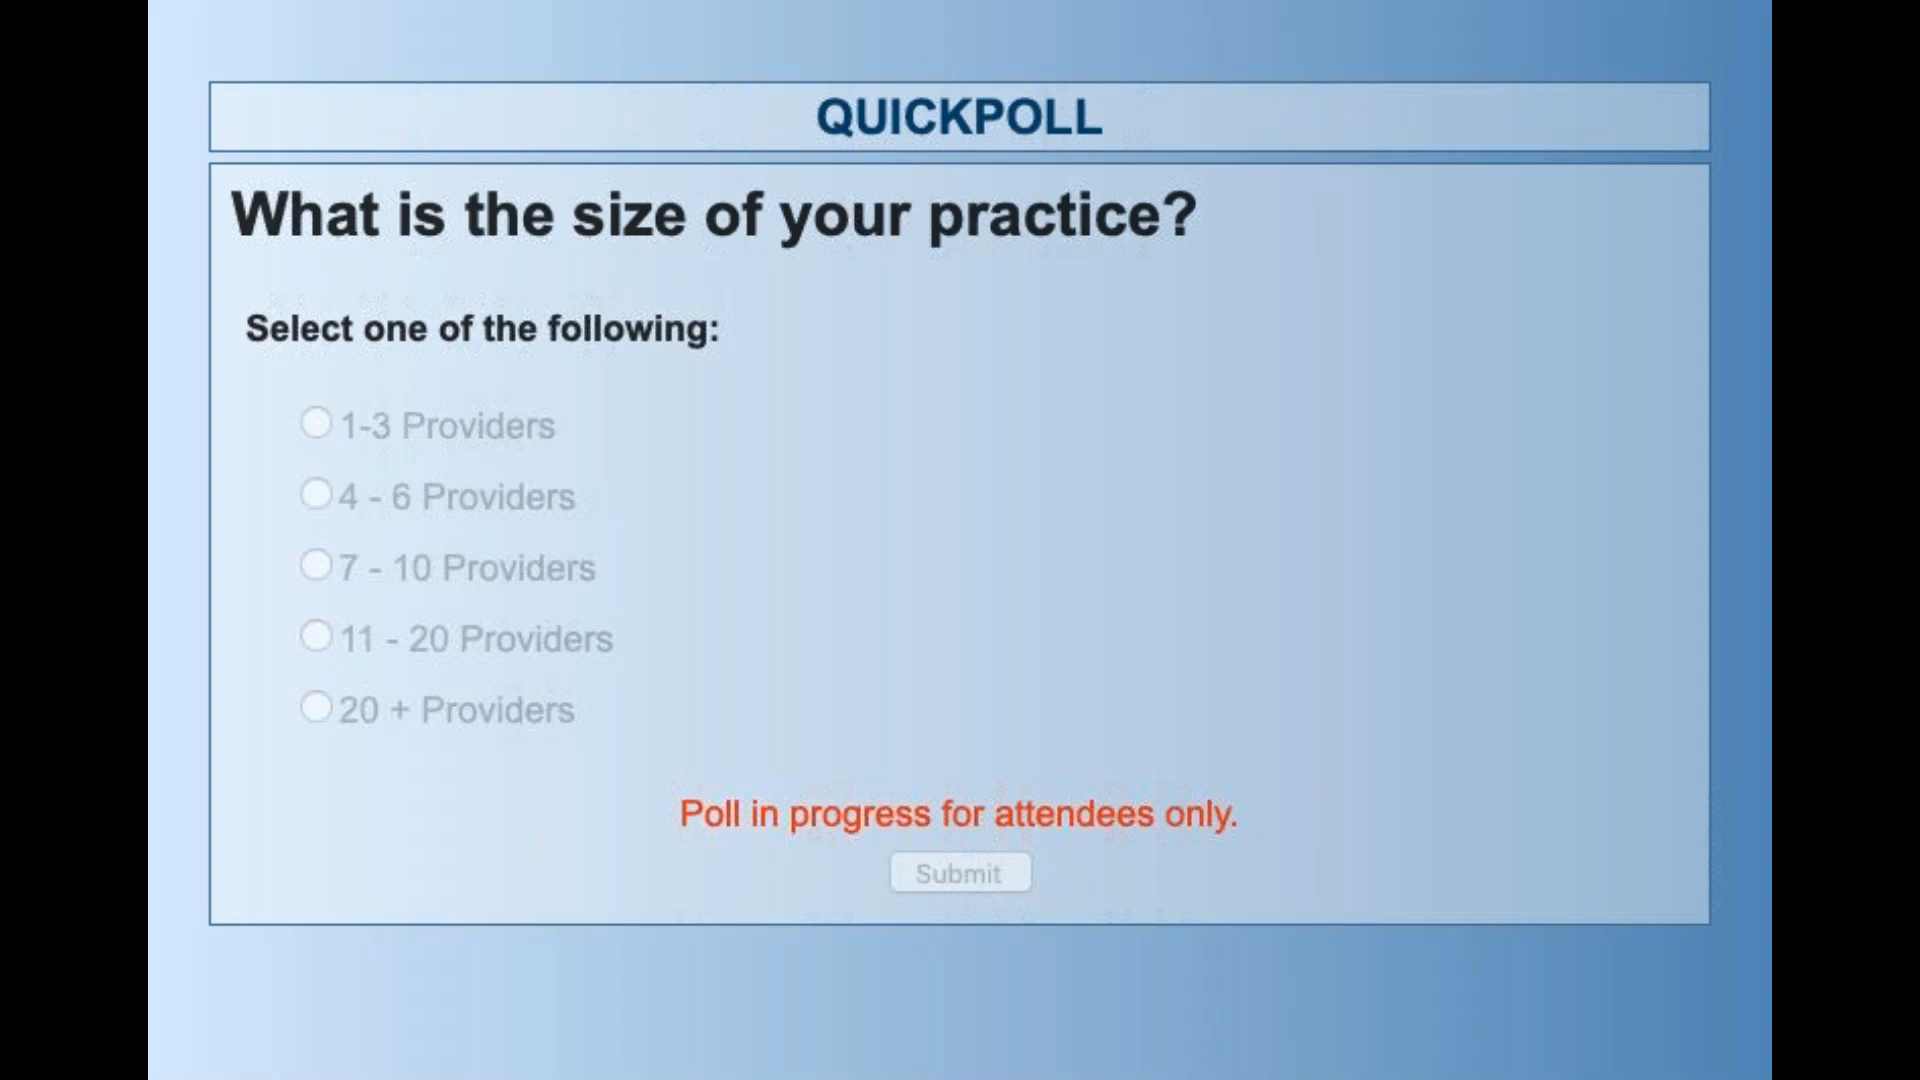 QUICKPOLL
What is the size of your practice?
Select one of the following:
1-3 Providers
4 - 6 Providers
7 - 10 Providers
11 - 20 Providers
20 + Providers
Poll in progress for attendees only.
Submit